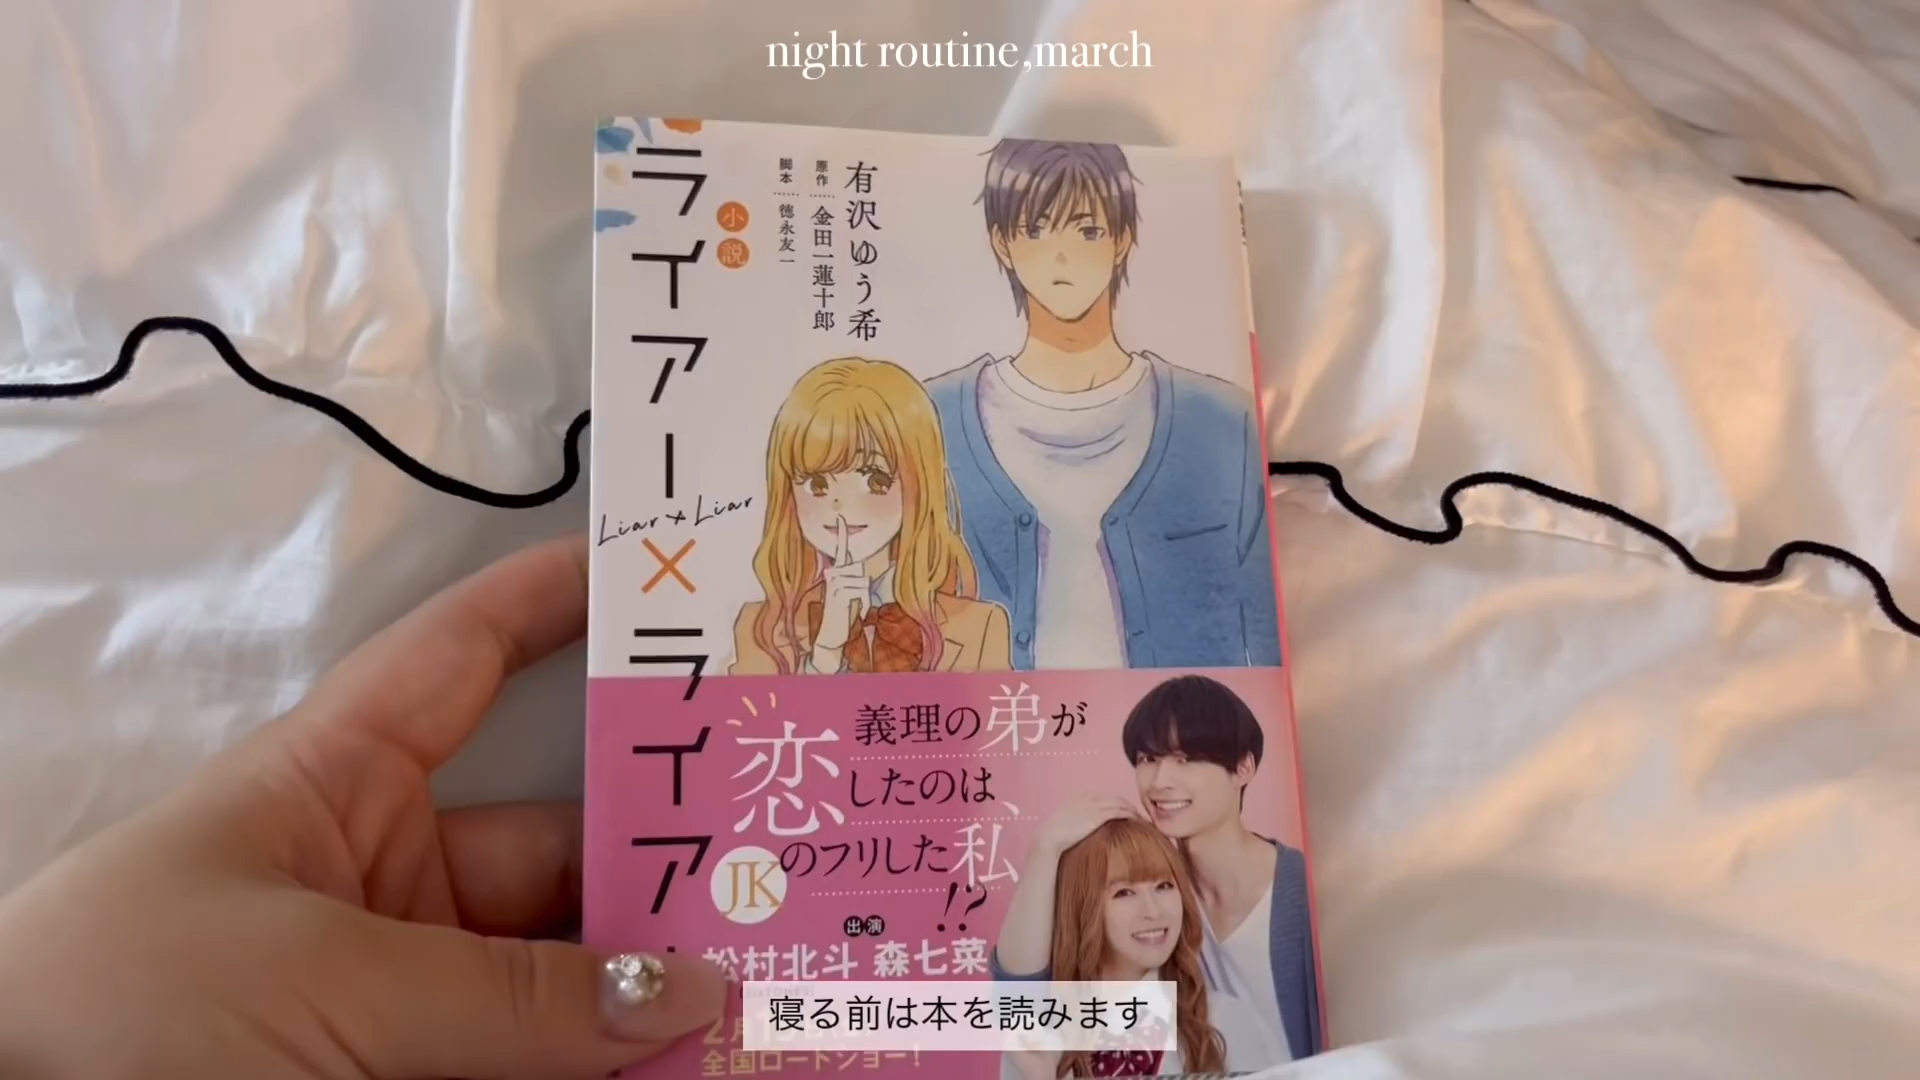 night routine,march
有沢ゆう希
原作……金田一蓮十郎
脚本……徳永友一
小説
ライアー×ライアー
Liar×Liar
義理の弟が
恋したのは、
JKのフリした私
!?
出演
松村北斗 森七菜
2月
全国ロードショー!
寝る前は本を読みます